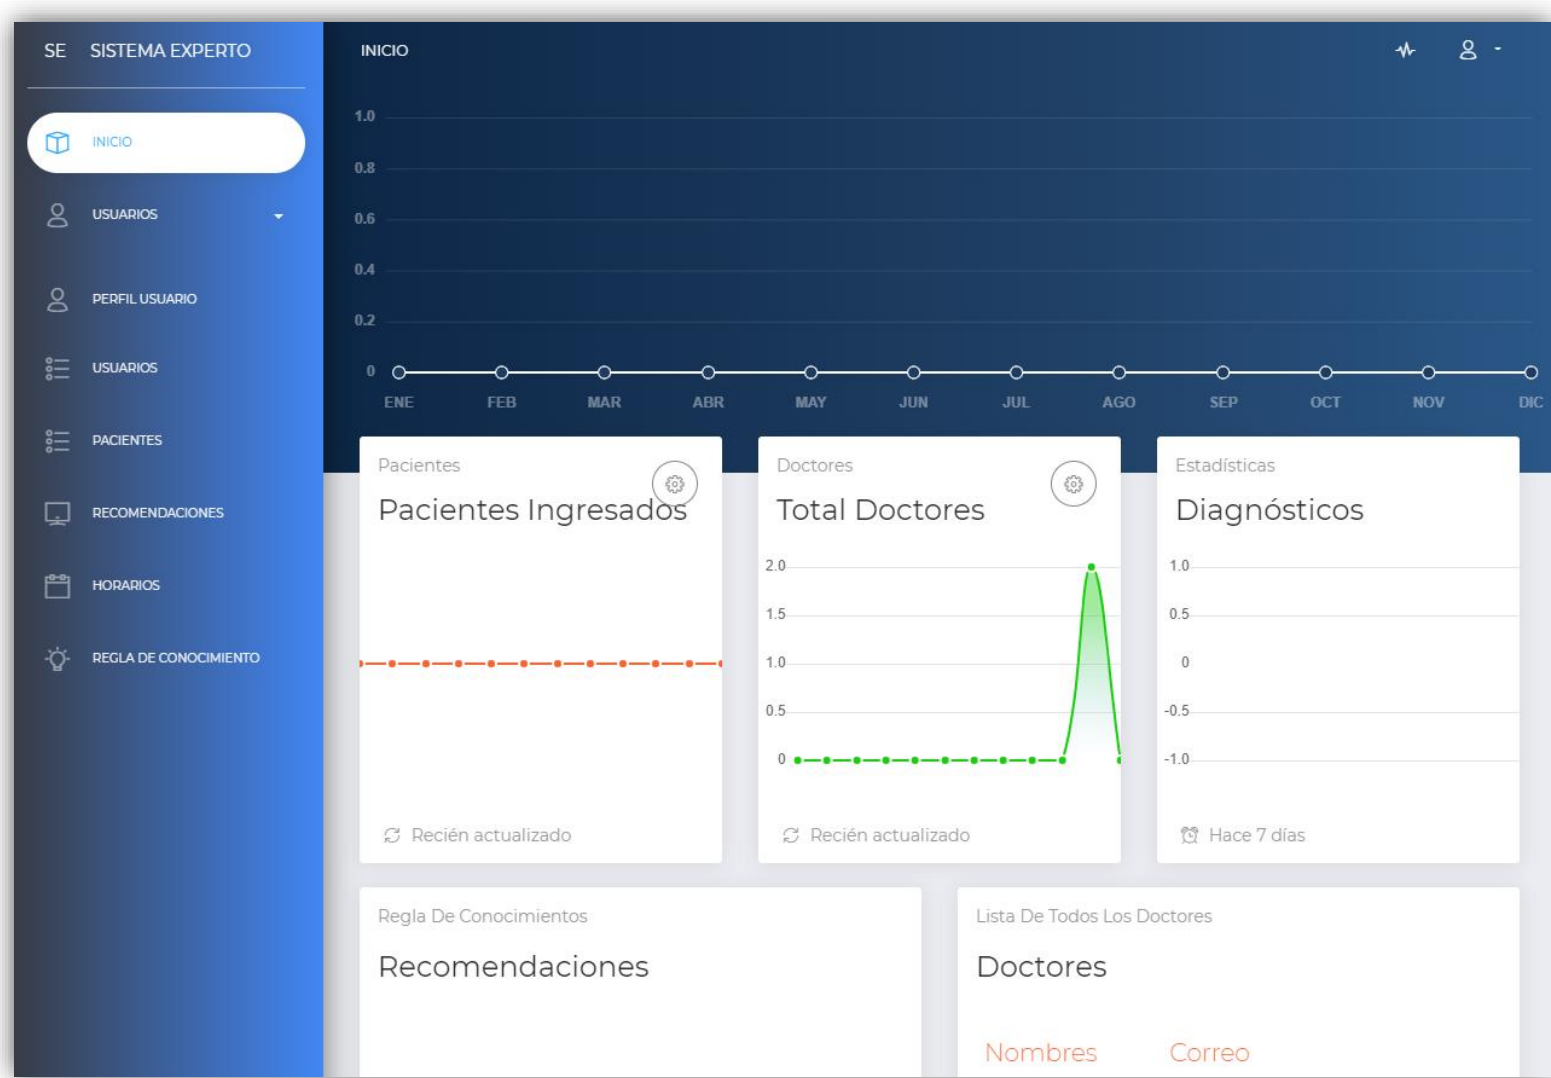 SE SISTEMA EXPERTO
INICIO
USUARIOS
PERFIL USUARIO
USUARIOS
PACIENTES
RECOMENDACIONES
HORARIOS
REGLA DE CONOCIMIENTO
INICIO
1.0
0.8
0.6
0.4
0.2
0
ENE FEB MAR ABR MAY JUN JUL AGO SEP OCT NOV DIC
Pacientes
Pacientes Ingresados
Recién actualizado
Doctores
Total Doctores
2.0
1.5
1.0
0.5
0
Recién actualizado
Estadísticas
Diagnósticos
1.0
0.5
0
-0.5
-1.0
Hace 7 días
Regla De Conocimientos
Recomendaciones
Lista De Todos Los Doctores
Doctores
Nombres Correo